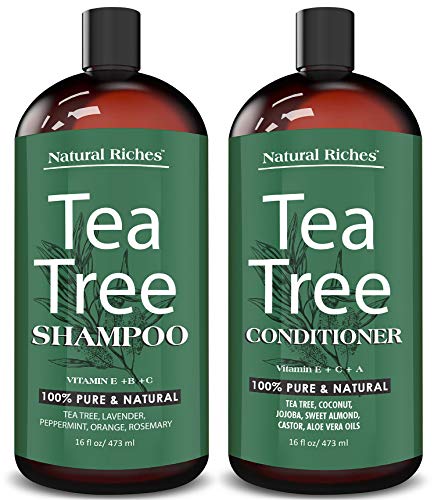 Natural Riches™
Tea
Tree
SHAMPOO
VITAMIN E +B +C
100% PURE & NATURAL
TEA TREE, LAVENDER,
PEPPERMINT, ORANGE, ROSEMARY
16 fl oz/ 473 ml
Natural Riches™
Tea
Tree
CONDITIONER
Vitamin E + C + A
100% PURE & NATURAL
TEA TREE, COCONUT,
JOJOBA, SWEET ALMOND,
CASTOR, ALOE VERA OILS
16 fl oz/ 473 ml